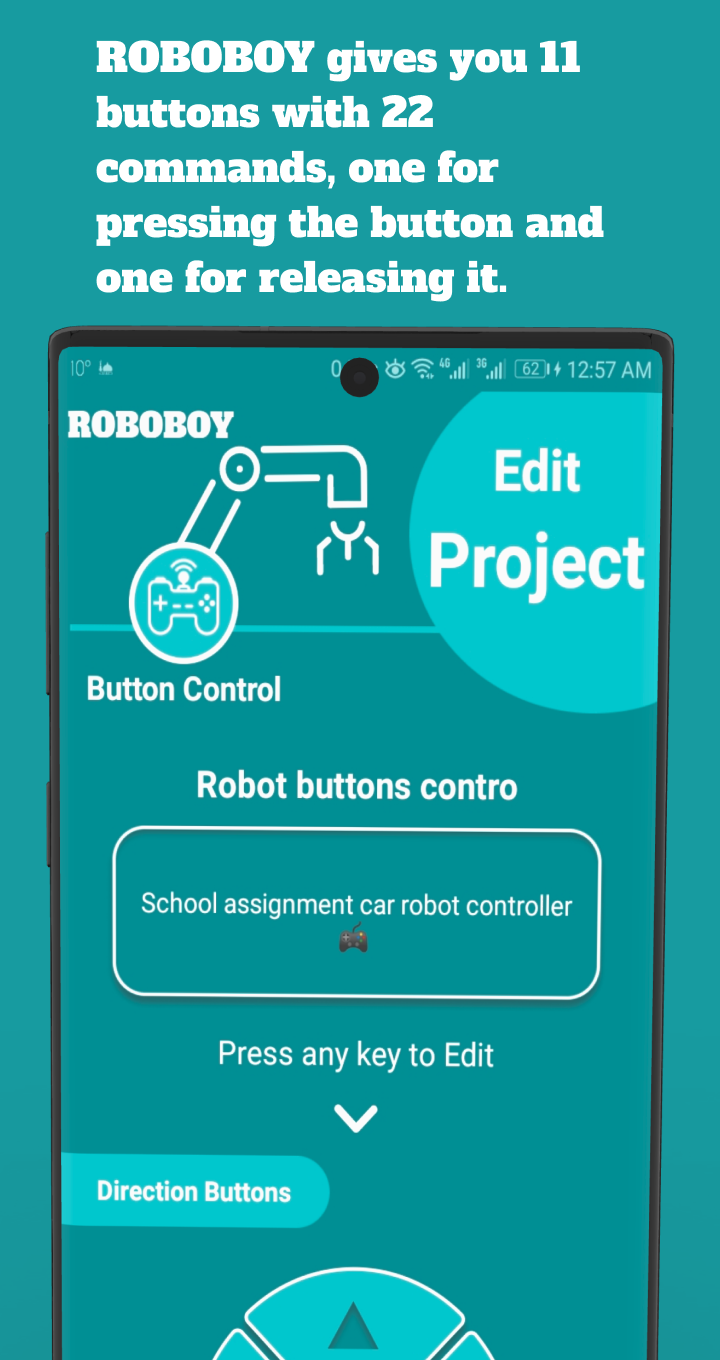 ROBOBOY gives you 11
buttons with 22
commands, one for
pressing the button and
one for releasing it.
10°
4G 3G 62 12:57 AM
ROBOBOY
Edit
Project
Button Control
Robot buttons contro
School assignment car robot controller
🎮
Press any key to Edit
Direction Buttons